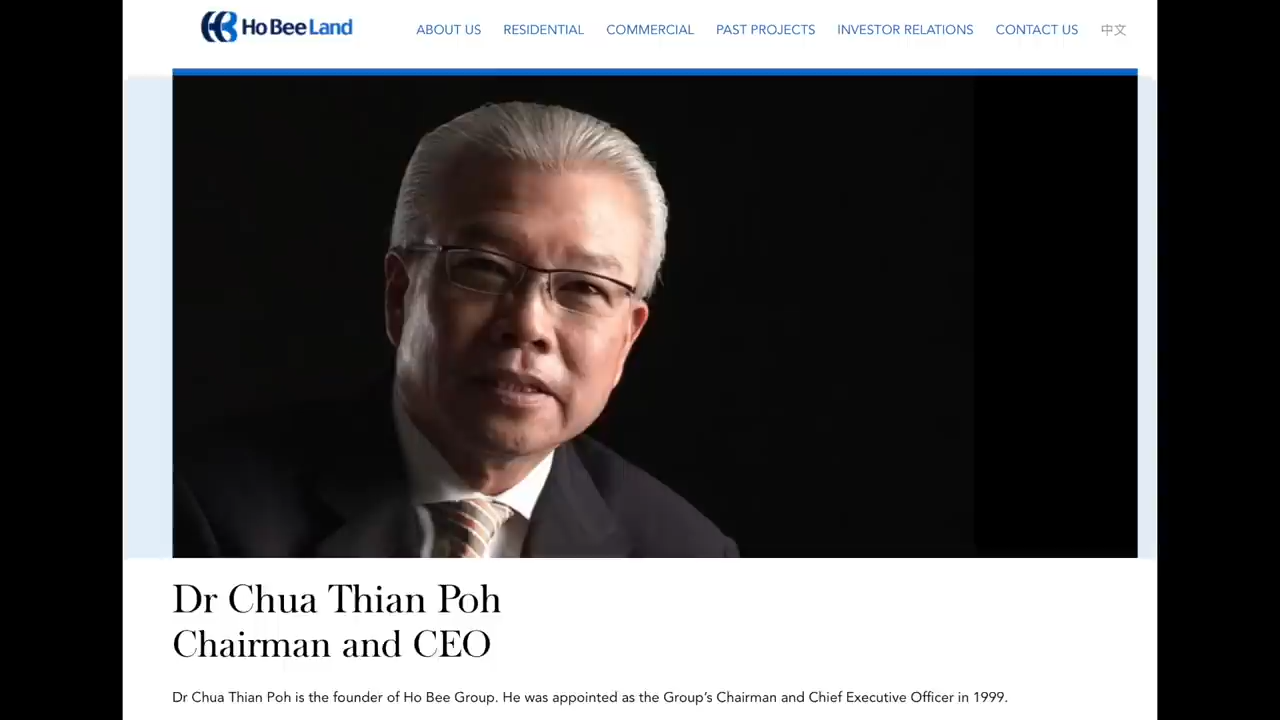 Ho Bee Land
ABOUT US RESIDENTIAL COMMERCIAL PAST PROJECTS INVESTOR RELATIONS CONTACT US 中文
Dr Chua Thian Poh
Chairman and CEO
Dr Chua Thian Poh is the founder of Ho Bee Group. He was appointed as the Group's Chairman and Chief Executive Officer in 1999.